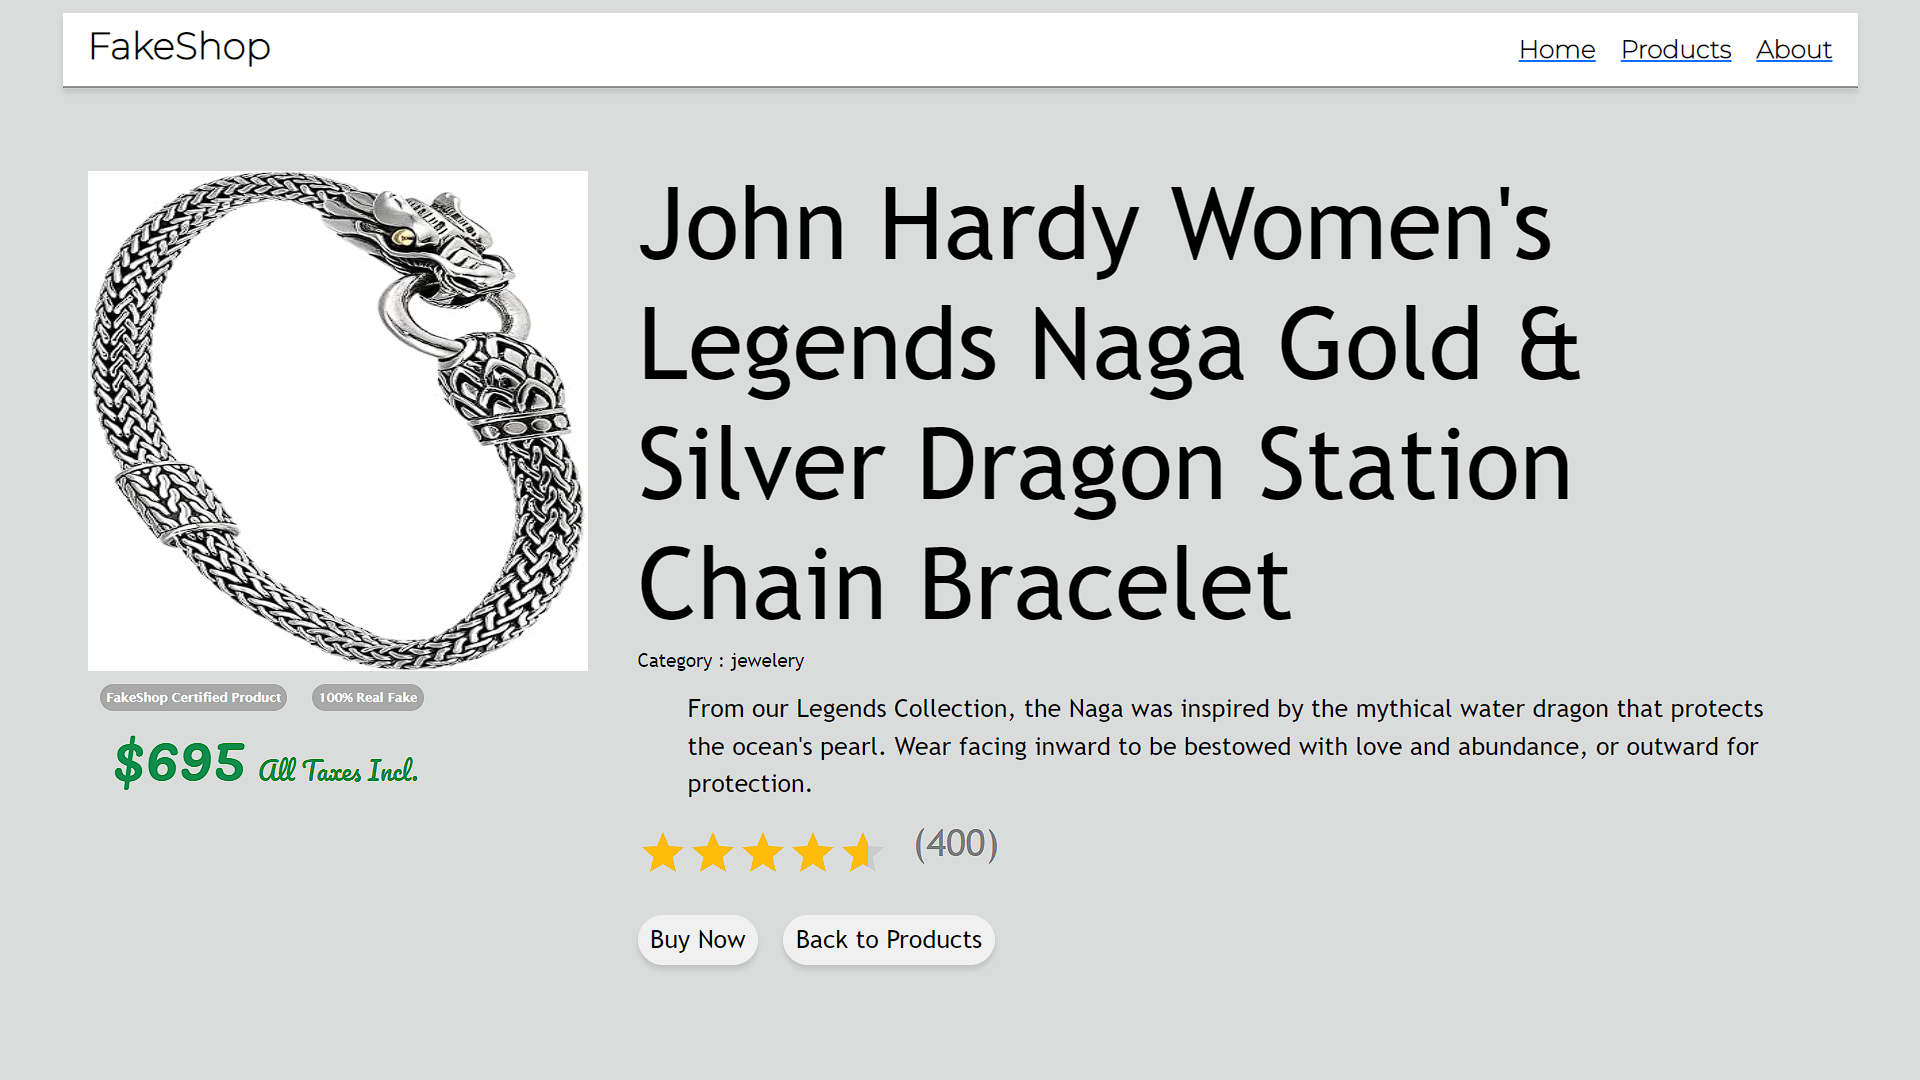 FakeShop
Home Products About
John Hardy Women's
Legends Naga Gold &
Silver Dragon Station
Chain Bracelet
Category : jewelery
FakeShop Certified Product 100% Real Fake
$695 All Taxes Incl.
From our Legends Collection, the Naga was inspired by the mythical water dragon that protects
the ocean's pearl. Wear facing inward to be bestowed with love and abundance, or outward for
protection.
(400)
Buy Now Back to Products